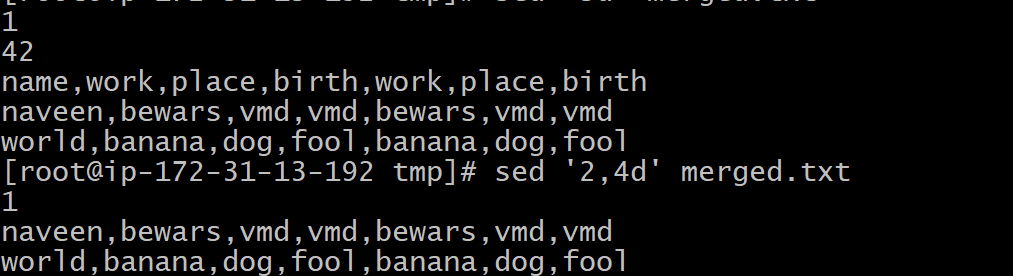 1
42
name,work,place,birth,work,place,birth
naveen,bewars,vmd,vmd,bewars,vmd,vmd
world,banana,dog,fool,banana,dog,fool
[root@ip-172-31-13-192 tmp]# sed '2,4d' merged.txt
1
naveen,bewars,vmd,vmd,bewars,vmd,vmd
world,banana,dog,fool,banana,dog,fool